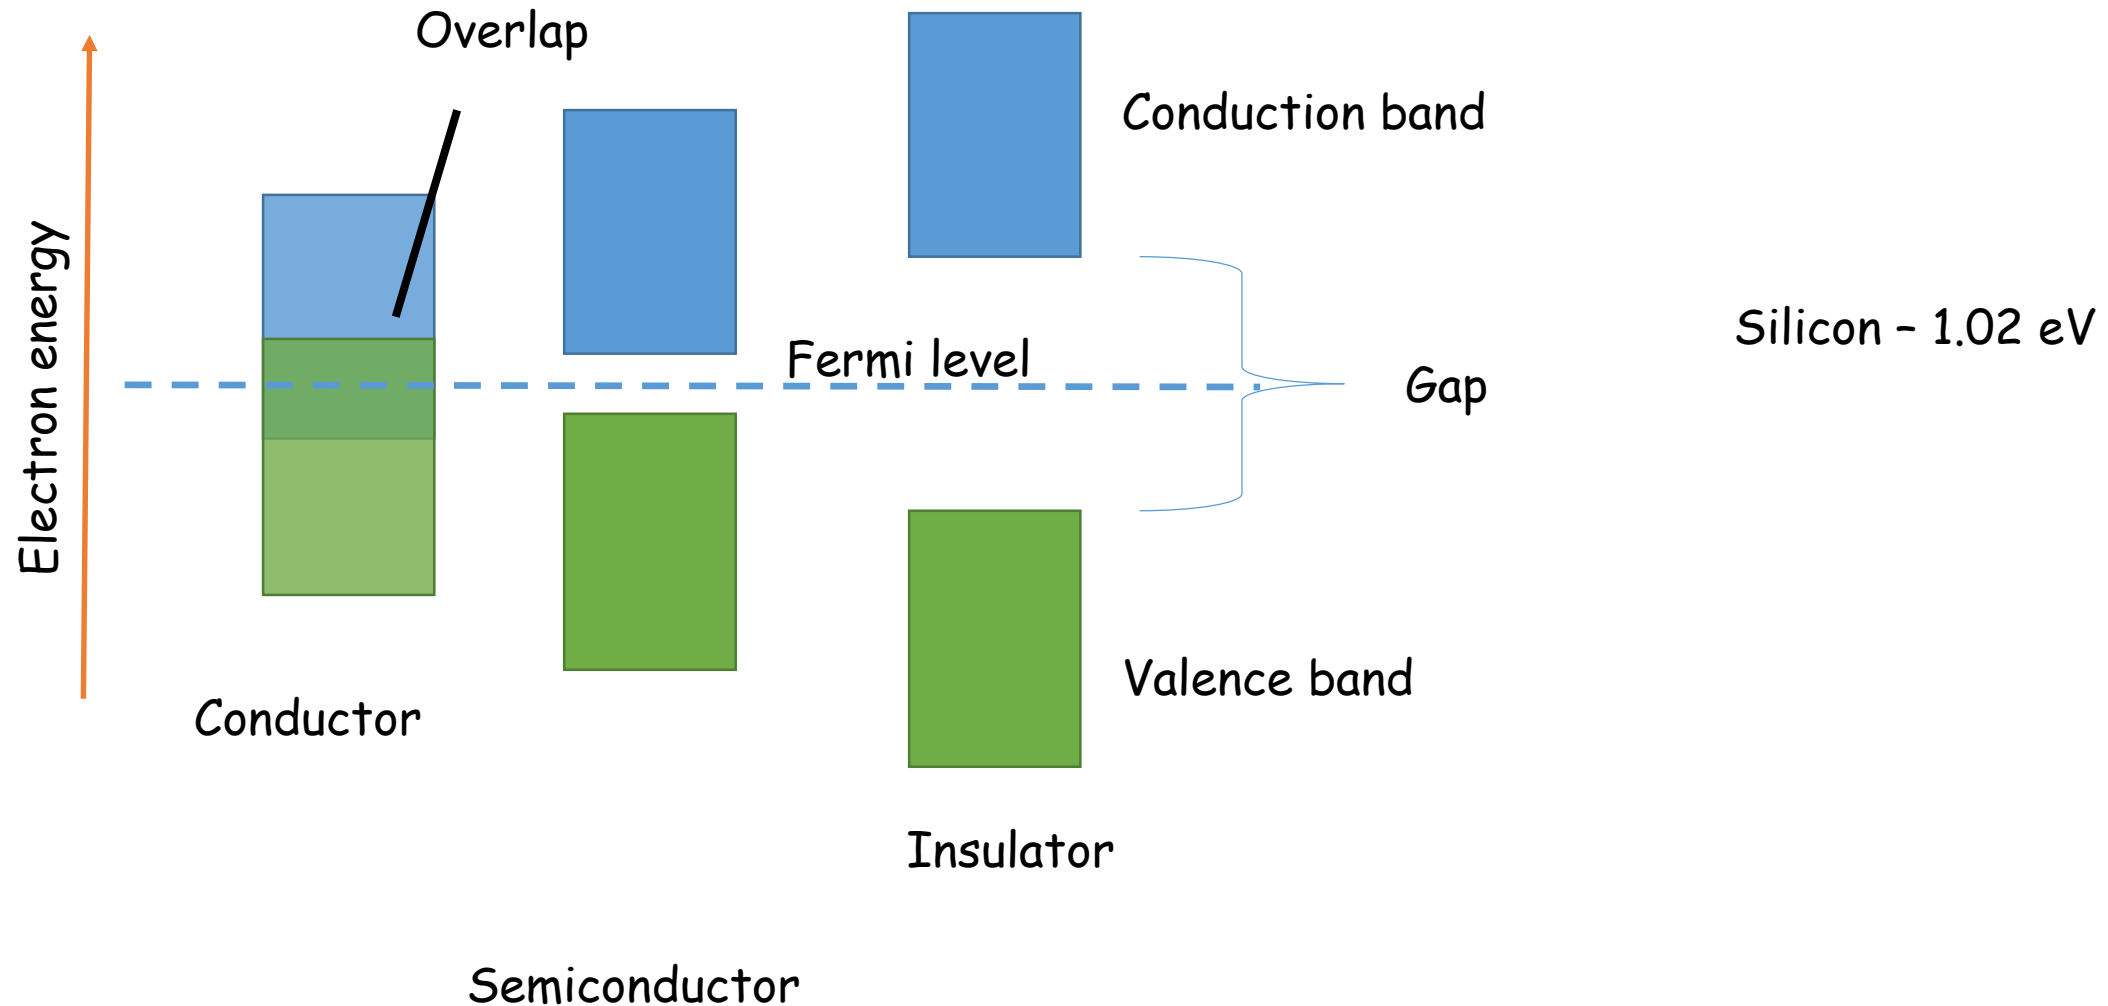 Overlap
Conduction band
Electron energy
Silicon – 1.02 eV
Fermi level
Gap
Valence band
Conductor
Insulator
Semiconductor